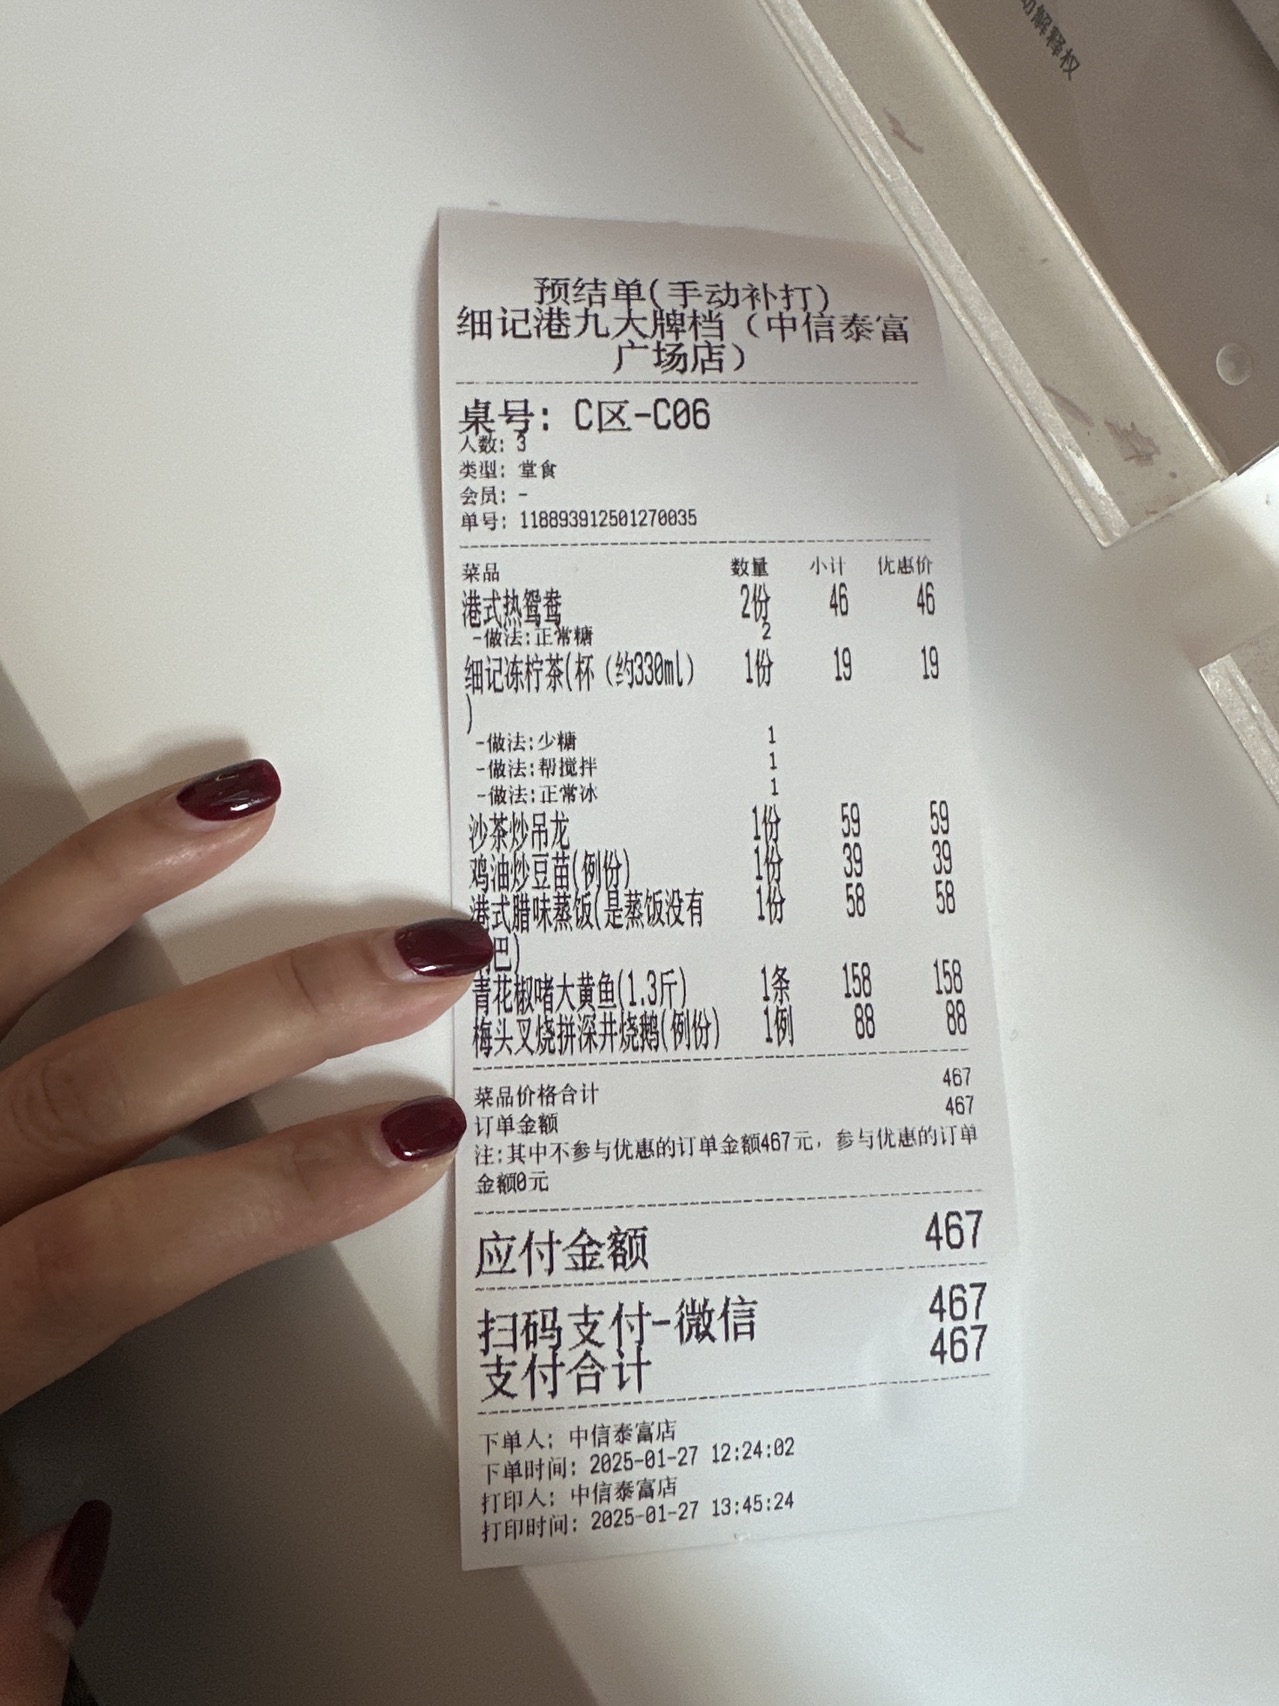 动解释权
预结单(手动补打)
细记港九大牌档（中信泰富
广场店）
桌号: C区-C06
人数: 3
类型: 堂食
会员: -
单号: 118893912501270035
菜品 数量 小计 优惠价
港式热鸳鸯 2份 46 46
-做法:正常糖 2
细记冻柠茶(杯（约330ml） 1份 19 19
)
-做法:少糖 1
-做法:帮搅拌 1
-做法:正常冰 1
沙茶炒吊龙 1份 59 59
鸡油炒豆苗(例份) 1份 39 39
港式腊味蒸饭(是蒸饭没有 1份 58 58
巴)
青花椒啫大黄鱼(1.3斤) 1条 158 158
梅头叉烧拼深井烧鹅(例份) 1例 88 88
菜品价格合计 467
订单金额 467
注:其中不参与优惠的订单金额467元，参与优惠的订单
金额0元
应付金额 467
扫码支付-微信 467
支付合计 467
下单人: 中信泰富店
下单时间: 2025-01-27 12:24:02
打印人: 中信泰富店
打印时间: 2025-01-27 13:45:24